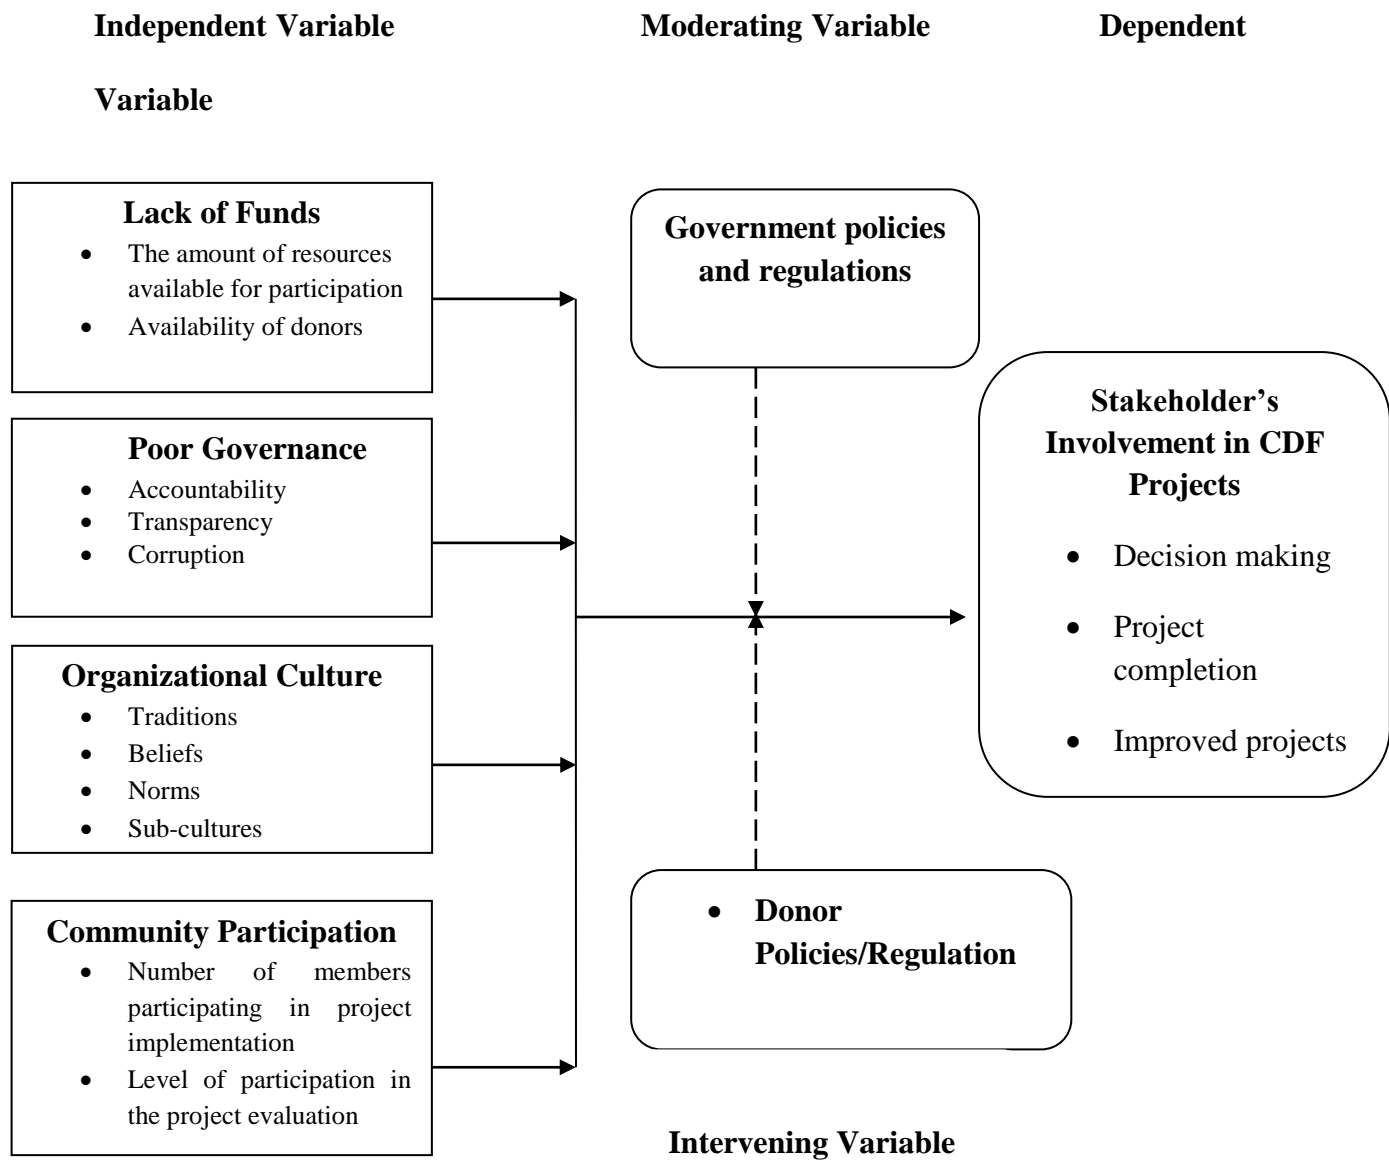 Independent Variable Moderating Variable Dependent
Variable
Lack of Funds
• The amount of resources
available for participation
• Availability of donors
Poor Governance
• Accountability
• Transparency
• Corruption
Organizational Culture
• Traditions
• Beliefs
• Norms
• Sub-cultures
Community Participation
• Number of members
participating in project
implementation
• Level of participation in
the project evaluation
Government policies
and regulations
• Donor
Policies/Regulation
Intervening Variable
Stakeholder’s
Involvement in CDF
Projects
• Decision making
• Project
completion
• Improved projects